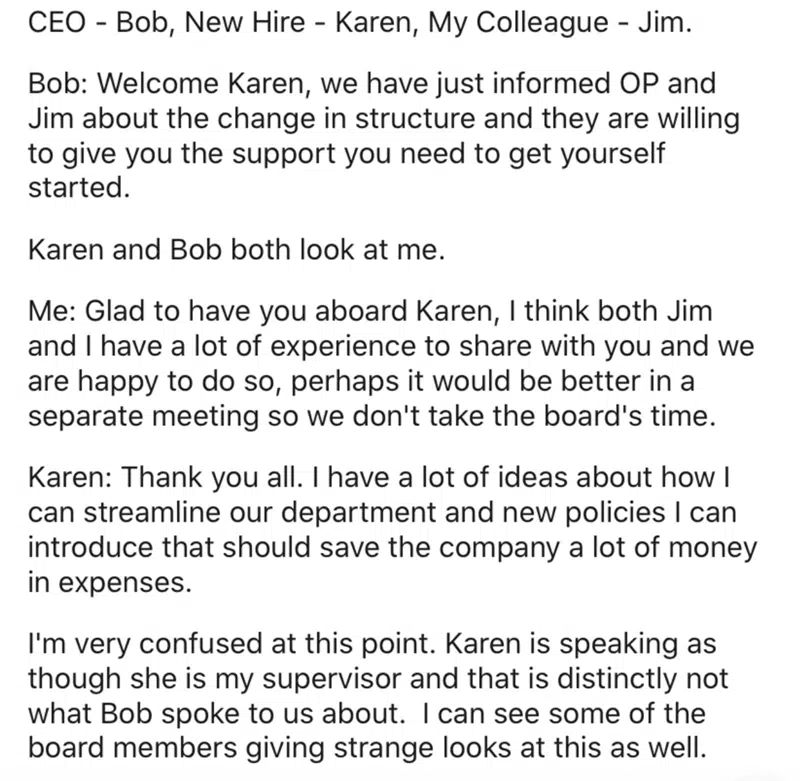 CEO - Bob, New Hire - Karen, My Colleague - Jim.
Bob: Welcome Karen, we have just informed OP and
Jim about the change in structure and they are willing
to give you the support you need to get yourself
started.
Karen and Bob both look at me.
Me: Glad to have you aboard Karen, I think both Jim
and I have a lot of experience to share with you and we
are happy to do so, perhaps it would be better in a
separate meeting so we don't take the board's time.
Karen: Thank you all. I have a lot of ideas about how I
can streamline our department and new policies I can
introduce that should save the company a lot of money
in expenses.
I'm very confused at this point. Karen is speaking as
though she is my supervisor and that is distinctly not
what Bob spoke to us about.  I can see some of the
board members giving strange looks at this as well.